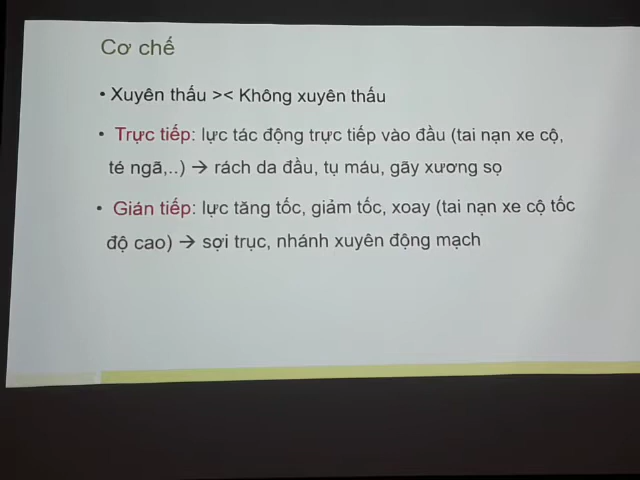 Cơ chế
• Xuyên thấu >< Không xuyên thấu
• Trực tiếp: lực tác động trực tiếp vào đầu (tai nạn xe cộ,
té ngã,..) → rách da đầu, tụ máu, gãy xương sọ
• Gián tiếp: lực tăng tốc, giảm tốc, xoay (tai nạn xe cộ tốc
độ cao) → sợi trục, nhánh xuyên động mạch